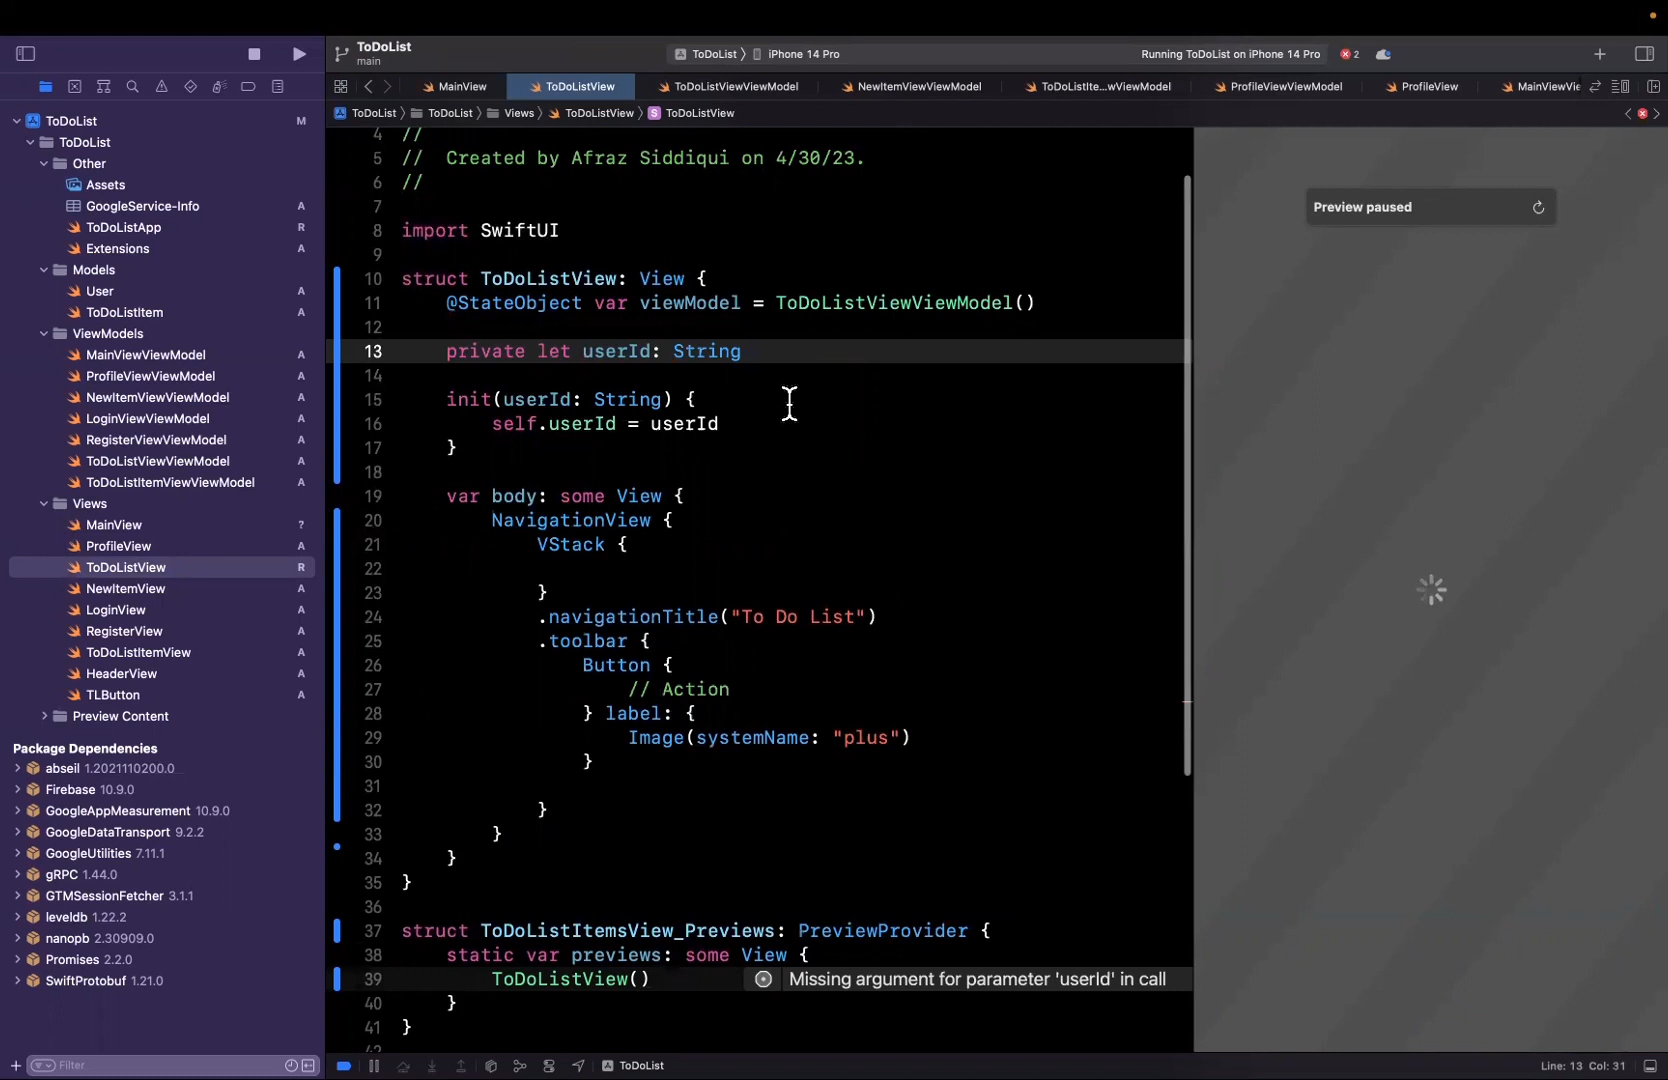 ToDoList
main
ToDoList 〉 iPhone 14 Pro
Running ToDoList on iPhone 14 Pro
2
MainView
ToDoListView
ToDoListViewViewModel
NewItemViewViewModel
ToDoListIte...wViewModel
ProfileViewViewModel
ProfileView
MainViewVie
ToDoList 〉 ToDoList 〉 Views 〉 ToDoListView 〉 S ToDoListView
ToDoList M
ToDoList
Other
Assets
GoogleService-Info A
ToDoListApp R
Extensions A
Models
User A
ToDoListItem A
ViewModels
MainViewViewModel A
ProfileViewViewModel A
NewItemViewViewModel A
LoginViewViewModel A
RegisterViewViewModel A
ToDoListViewViewModel A
ToDoListItemViewViewModel A
Views
MainView ?
ProfileView A
ToDoListView R
NewItemView A
LoginView A
RegisterView A
ToDoListItemView A
HeaderView A
TLButton A
Preview Content
Package Dependencies
abseil 1.2021110200.0
Firebase 10.9.0
GoogleAppMeasurement 10.9.0
GoogleDataTransport 9.2.2
GoogleUtilities 7.11.1
gRPC 1.44.0
GTMSessionFetcher 3.1.1
leveldb 1.22.2
nanopb 2.30909.0
Promises 2.2.0
SwiftProtobuf 1.21.0
Filter
4 //
5 //  Created by Afraz Siddiqui on 4/30/23.
6 //
7
8 import SwiftUI
9
10 struct ToDoListView: View {
11     @StateObject var viewModel = ToDoListViewViewModel()
12
13     private let userId: String
14
15     init(userId: String) {
16         self.userId = userId
17     }
18
19     var body: some View {
20         NavigationView {
21             VStack {
22
23             }
24             .navigationTitle("To Do List")
25             .toolbar {
26                 Button {
27                     // Action
28                 } label: {
29                     Image(systemName: "plus")
30                 }
31
32             }
33         }
34     }
35 }
36
37 struct ToDoListItemsView_Previews: PreviewProvider {
38     static var previews: some View {
39         ToDoListView() Missing argument for parameter 'userId' in call
40     }
41 }
42
Preview paused
ToDoList
Line: 13 Col: 31